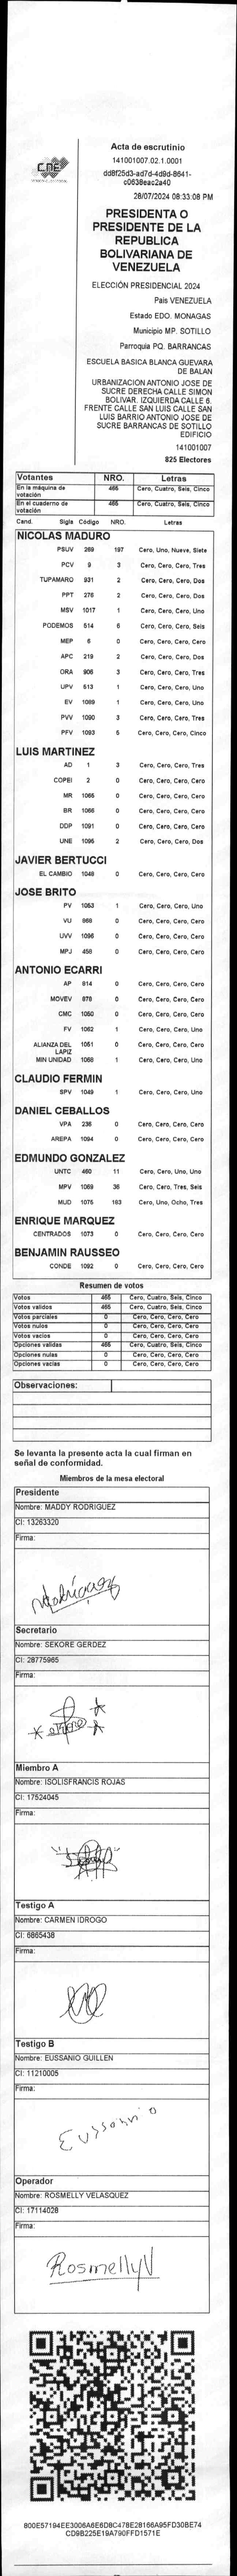 CNE
Acta de escrutinio
141001007.02.1.0001
dd8f25d3-ad7d-4d9d-8641-
c0638eac2a40
28/07/2024 08:33:08 PM
PRESIDENTA O
PRESIDENTE DE LA
REPUBLICA
BOLIVARIANA DE
VENEZUELA
ELECCIÓN PRESIDENCIAL 2024
País VENEZUELA
Estado EDO. MONAGAS
Municipio MP. SOTILLO
Parroquia PQ. BARRANCAS
ESCUELA BASICA BLANCA GUEVARA
DE BALAN
URBANIZACION ANTONIO JOSE DE
SUCRE DERECHA CALLE SIMON
BOLIVAR. IZQUIERDA CALLE 6.
FRENTE CALLE SAN LUIS CALLE SAN
LUIS BARRIO ANTONIO JOSE DE
SUCRE BARRANCAS DE SOTILLO
EDIFICIO
141001007
825 Electores
Votantes NRO. Letras
En la máquina de votación 465 Cero, Cuatro, Seis, Cinco
En el cuaderno de votación 465 Cero, Cuatro, Seis, Cinco
Cand. Sigla Código NRO. Letras
NICOLAS MADURO
PSUV 269 197 Cero, Uno, Nueve, Siete
PCV 9 3 Cero, Cero, Cero, Tres
TUPAMARO 931 2 Cero, Cero, Cero, Dos
PPT 276 2 Cero, Cero, Cero, Dos
MSV 1017 1 Cero, Cero, Cero, Uno
PODEMOS 514 6 Cero, Cero, Cero, Seis
MEP 6 0 Cero, Cero, Cero, Cero
APC 219 2 Cero, Cero, Cero, Dos
ORA 906 3 Cero, Cero, Cero, Tres
UPV 613 1 Cero, Cero, Cero, Uno
EV 1089 1 Cero, Cero, Cero, Uno
PVV 1090 3 Cero, Cero, Cero, Tres
PFV 1093 5 Cero, Cero, Cero, Cinco
LUIS MARTINEZ
AD 1 3 Cero, Cero, Cero, Tres
COPEI 2 0 Cero, Cero, Cero, Cero
MR 1065 0 Cero, Cero, Cero, Cero
BR 1066 0 Cero, Cero, Cero, Cero
DDP 1091 0 Cero, Cero, Cero, Cero
UNE 1095 2 Cero, Cero, Cero, Dos
JAVIER BERTUCCI
EL CAMBIO 1048 0 Cero, Cero, Cero, Cero
JOSE BRITO
PV 1053 1 Cero, Cero, Cero, Uno
VU 868 0 Cero, Cero, Cero, Cero
UVV 1096 0 Cero, Cero, Cero, Cero
MPJ 458 0 Cero, Cero, Cero, Cero
ANTONIO ECARRI
AP 814 0 Cero, Cero, Cero, Cero
MOVEV 878 0 Cero, Cero, Cero, Cero
CMC 1050 0 Cero, Cero, Cero, Cero
FV 1062 1 Cero, Cero, Cero, Uno
ALIANZA DEL LAPIZ 1051 0 Cero, Cero, Cero, Cero
MIN UNIDAD 1068 1 Cero, Cero, Cero, Uno
CLAUDIO FERMIN
SPV 1049 1 Cero, Cero, Cero, Uno
DANIEL CEBALLOS
VPA 236 0 Cero, Cero, Cero, Cero
AREPA 1094 0 Cero, Cero, Cero, Cero
EDMUNDO GONZALEZ
UNTC 460 11 Cero, Cero, Uno, Uno
MPV 1069 36 Cero, Cero, Tres, Seis
MUD 1075 183 Cero, Uno, Ocho, Tres
ENRIQUE MARQUEZ
CENTRADOS 1073 0 Cero, Cero, Cero, Cero
BENJAMIN RAUSSEO
CONDE 1092 0 Cero, Cero, Cero, Cero
Resumen de votos
Votos 465 Cero, Cuatro, Seis, Cinco
Votos validos 465 Cero, Cuatro, Seis, Cinco
Votos parciales 0 Cero, Cero, Cero, Cero
Votos nulos 0 Cero, Cero, Cero, Cero
Votos vacios 0 Cero, Cero, Cero, Cero
Opciones validas 465 Cero, Cuatro, Seis, Cinco
Opciones nulas 0 Cero, Cero, Cero, Cero
Opciones vacias 0 Cero, Cero, Cero, Cero
Observaciones:
Se levanta la presente acta la cual firman en
señal de conformidad.
Miembros de la mesa electoral
Presidente
Nombre: MADDY RODRIGUEZ
CI: 13263320
Firma:
Secretario
Nombre: SEKORE GERDEZ
CI: 28775985
Firma:
Miembro A
Nombre: ISOLISFRANCIS ROJAS
CI: 17524045
Firma:
Testigo A
Nombre: CARMEN IDROGO
CI: 6865438
Firma:
Testigo B
Nombre: EUSSANIO GUILLEN
CI: 11210005
Firma:
Eussanio
Operador
Nombre: ROSMELLY VELASQUEZ
CI: 17114028
Firma:
RosmellyV
800E57194EE3006A6E6D8C478E28166A95FD30BE74
CD9B225E19A790FFD1571E